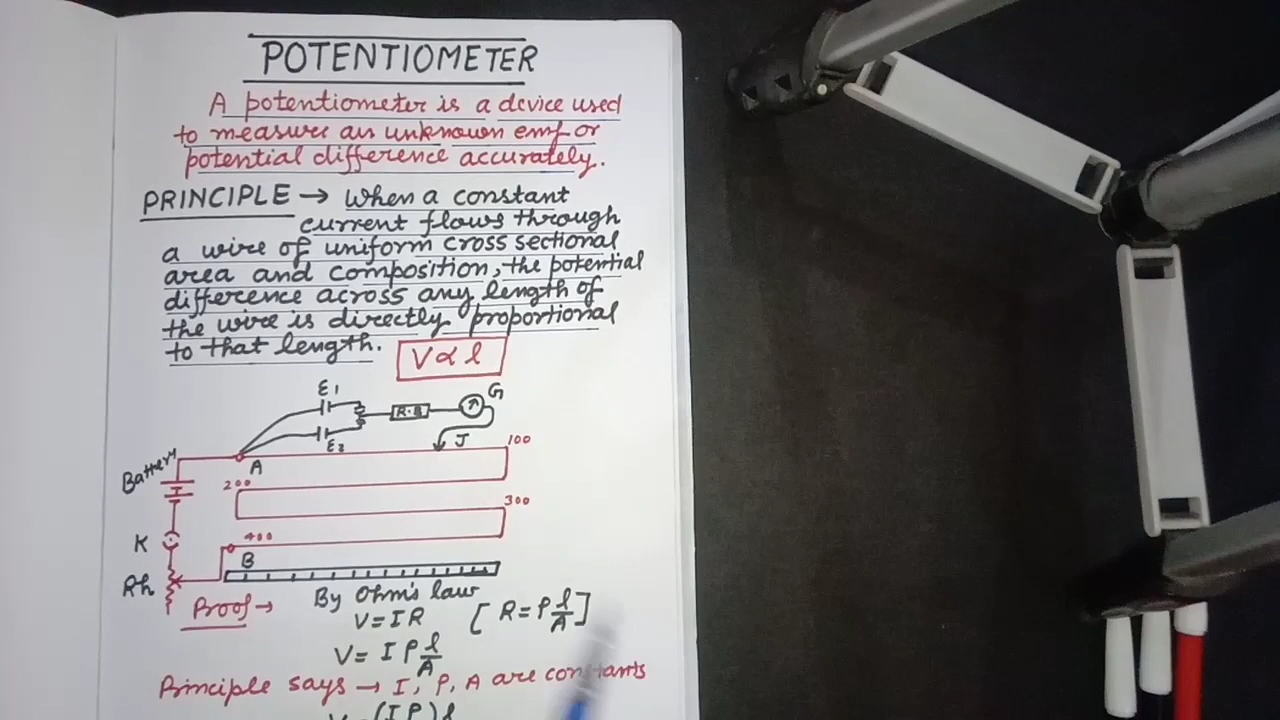 POTENTIOMETER
A potentiometer is a device used
to measure an unknown emf or
potential difference accurately.
PRINCIPLE → When a constant
current flows through
a wire of uniform cross sectional
area and composition, the potential
difference across any length of
the wire is directly proportional
to that length.
V ∝ l
ε1
G
R.B
ε2
J
100
A
Battery
200
300
400
K
B
Rh
Proof →
By Ohm's law
V = IR [R = ρ l/A]
V = I ρ l/A
Principle says → I, ρ, A are constants
V = (Iρ) l